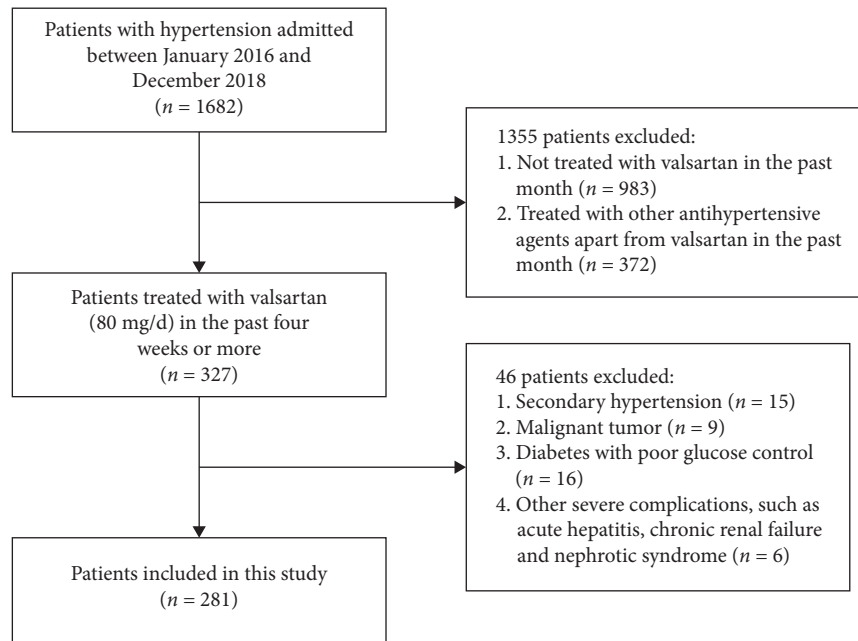 Patients with hypertension admitted
between January 2016 and
December 2018
(n = 1682)
1355 patients excluded:
1. Not treated with valsartan in the past
month (n = 983)
2. Treated with other antihypertensive
agents apart from valsartan in the past
month (n = 372)
Patients treated with valsartan
(80 mg/d) in the past four
weeks or more
(n = 327)
46 patients excluded:
1. Secondary hypertension (n = 15)
2. Malignant tumor (n = 9)
3. Diabetes with poor glucose control
(n = 16)
4. Other severe complications, such as
acute hepatitis, chronic renal failure
and nephrotic syndrome (n = 6)
Patients included in this study
(n = 281)